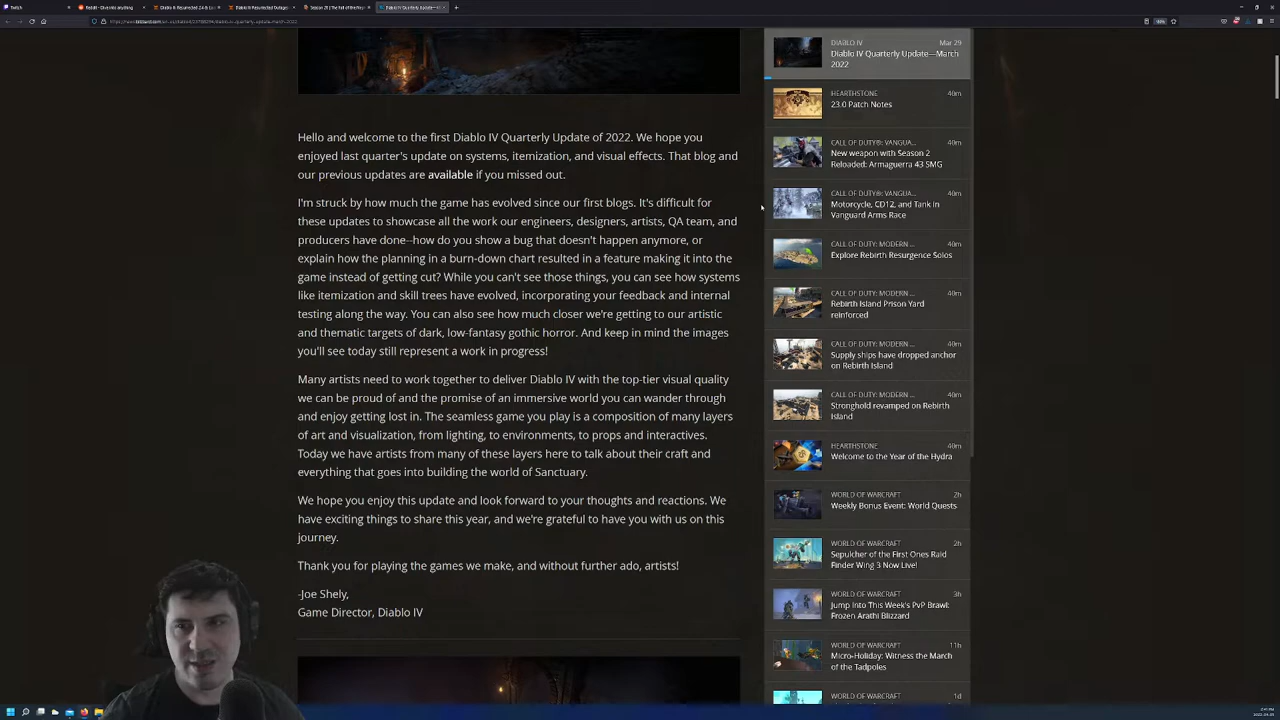 Twitch
Reddit - Dive into anything
Season 26 | The Fall of the Neph
Diablo IV Quarterly Update—M
Hello and welcome to the first Diablo IV Quarterly Update of 2022. We hope you
enjoyed last quarter's update on systems, itemization, and visual effects. That blog and
our previous updates are available if you missed out.
I'm struck by how much the game has evolved since our first blogs. It's difficult for
these updates to showcase all the work our engineers, designers, artists, QA team, and
producers have done--how do you show a bug that doesn't happen anymore, or
explain how the planning in a burn-down chart resulted in a feature making it into the
game instead of getting cut? While you can't see those things, you can see how systems
like itemization and skill trees have evolved, incorporating your feedback and internal
testing along the way. You can also see how much closer we're getting to our artistic
and thematic targets of dark, low-fantasy gothic horror. And keep in mind the images
you'll see today still represent a work in progress!
Many artists need to work together to deliver Diablo IV with the top-tier visual quality
we can be proud of and the promise of an immersive world you can wander through
and enjoy getting lost in. The seamless game you play is a composition of many layers
of art and visualization, from lighting, to environments, to props and interactives.
Today we have artists from many of these layers here to talk about their craft and
everything that goes into building the world of Sanctuary.
We hope you enjoy this update and look forward to your thoughts and reactions. We
have exciting things to share this year, and we're grateful to have you with us on this
journey.
Thank you for playing the games we make, and without further ado, artists!
-Joe Shely,
Game Director, Diablo IV
DIABLO IV Mar 29
Diablo IV Quarterly Update—March
2022
HEARTHSTONE 40m
23.0 Patch Notes
CALL OF DUTY®: VANGUA... 40m
New weapon with Season 2
Reloaded: Armaguerra 43 SMG
CALL OF DUTY®: VANGUA... 40m
Motorcycle, CD12, and Tank in
Vanguard Arms Race
CALL OF DUTY: MODERN ... 40m
Explore Rebirth Resurgence Solos
CALL OF DUTY: MODERN ... 40m
Rebirth Island Prison Yard
reinforced
CALL OF DUTY: MODERN ... 40m
Supply ships have dropped anchor
on Rebirth Island
CALL OF DUTY: MODERN ... 40m
Stronghold revamped on Rebirth
Island
HEARTHSTONE 40m
Welcome to the Year of the Hydra
WORLD OF WARCRAFT 2h
Weekly Bonus Event: World Quests
WORLD OF WARCRAFT 2h
Sepulcher of the First Ones Raid
Finder Wing 3 Now Live!
WORLD OF WARCRAFT 3h
Jump Into This Week's PvP Brawl:
Frozen Arathi Blizzard
WORLD OF WARCRAFT 11h
Micro-Holiday: Witness the March
of the Tadpoles
WORLD OF WARCRAFT 1d